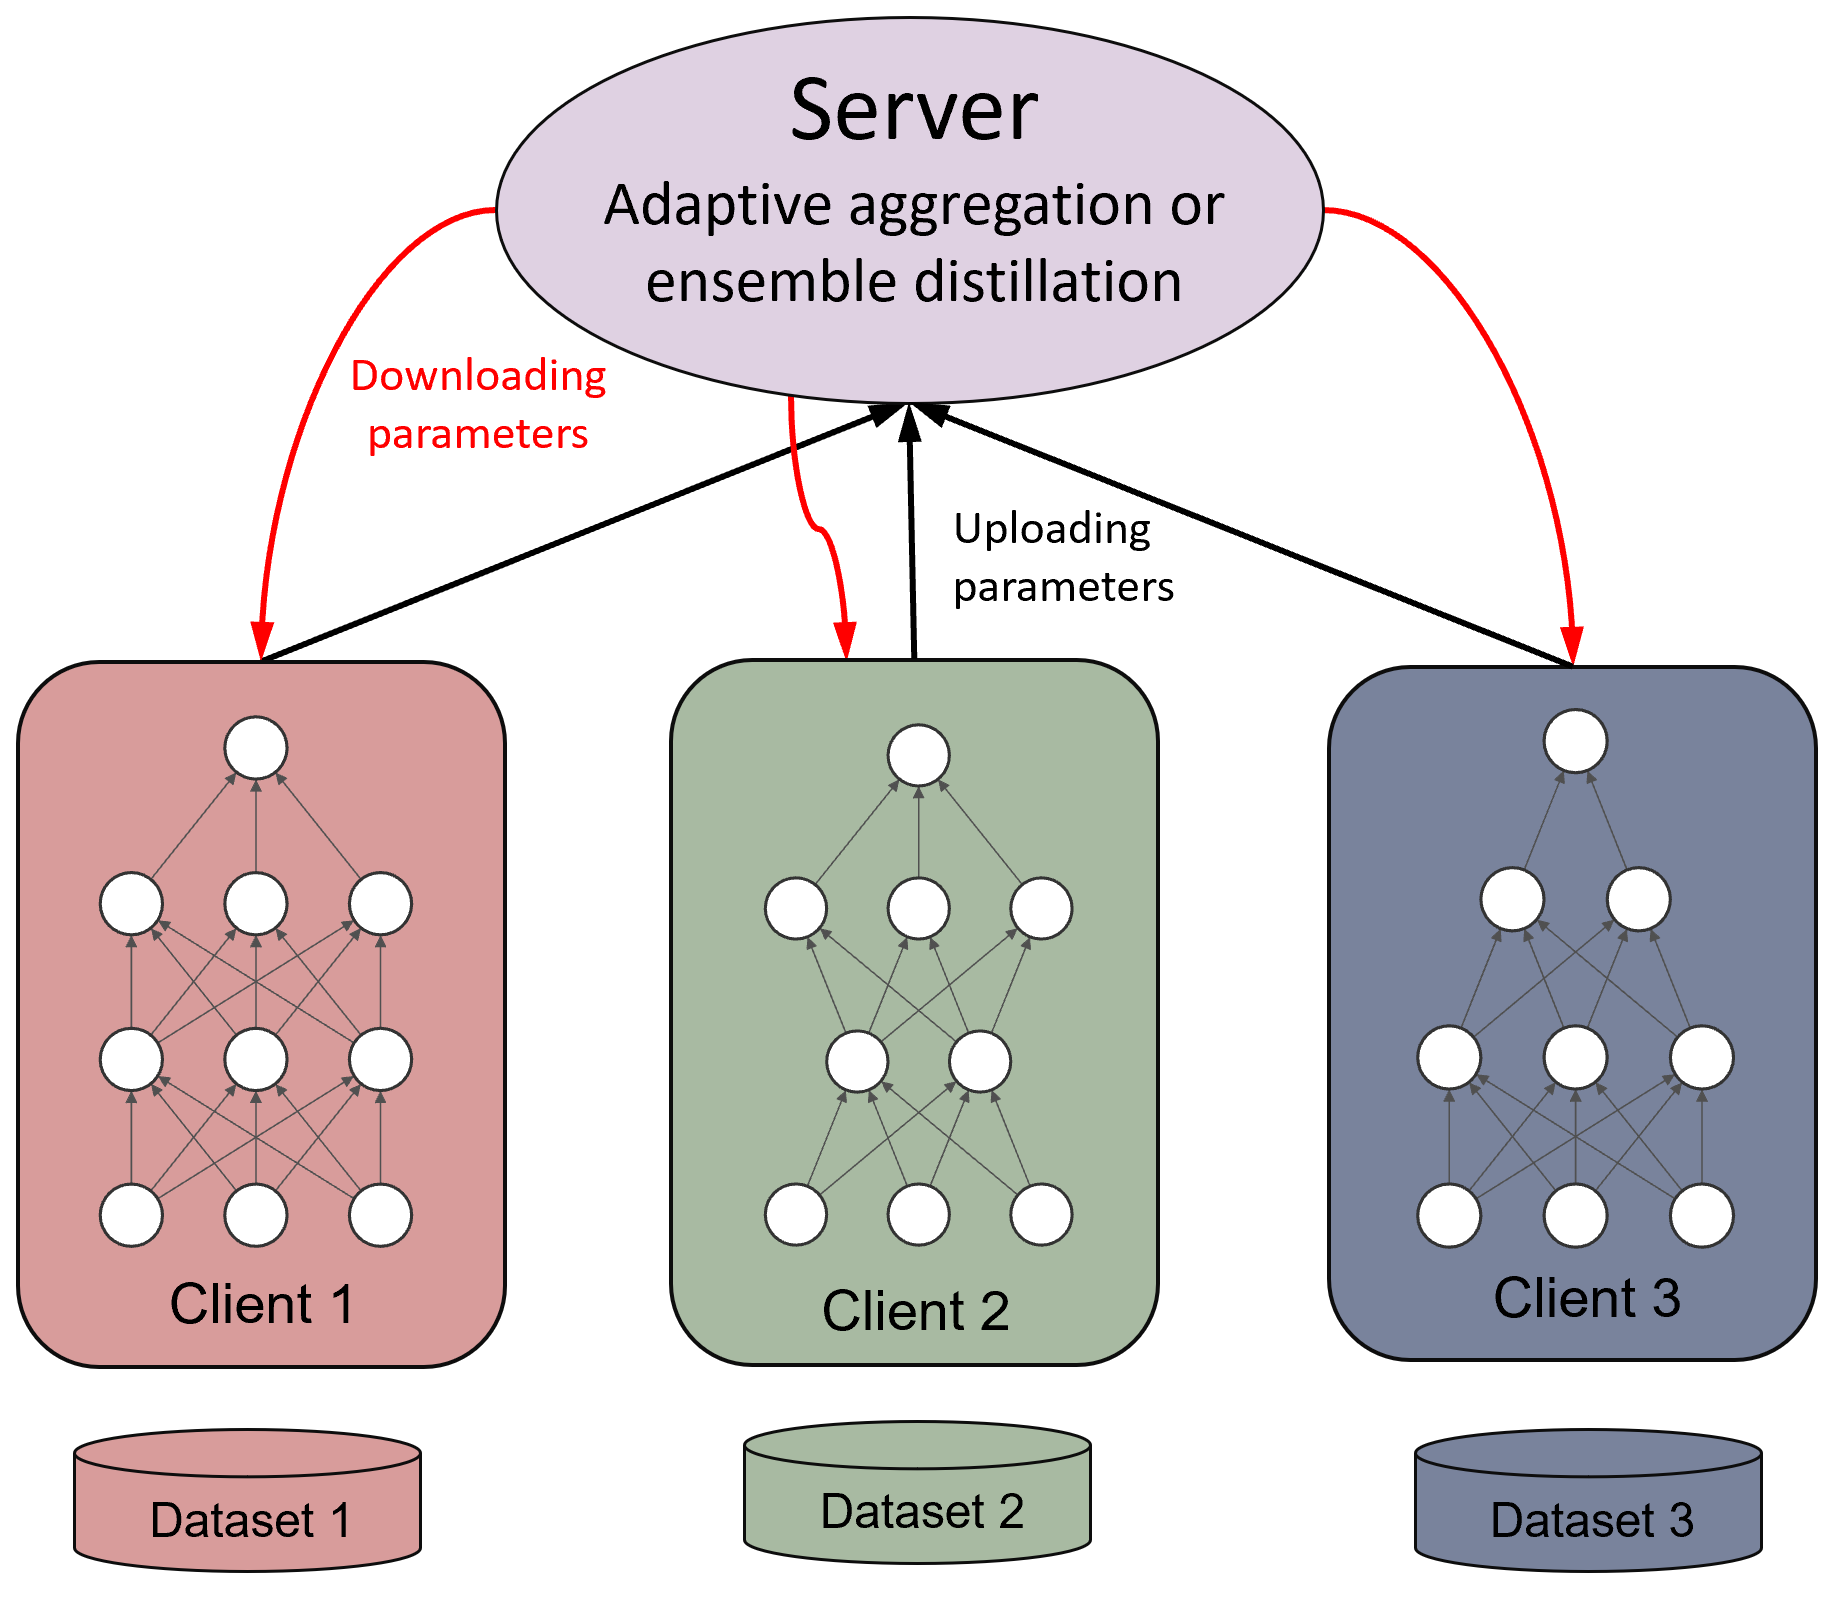 Server
Adaptive aggregation or
ensemble distillation
Downloading
parameters
Uploading
parameters
Client 1
Client 2
Client 3
Dataset 1
Dataset 2
Dataset 3